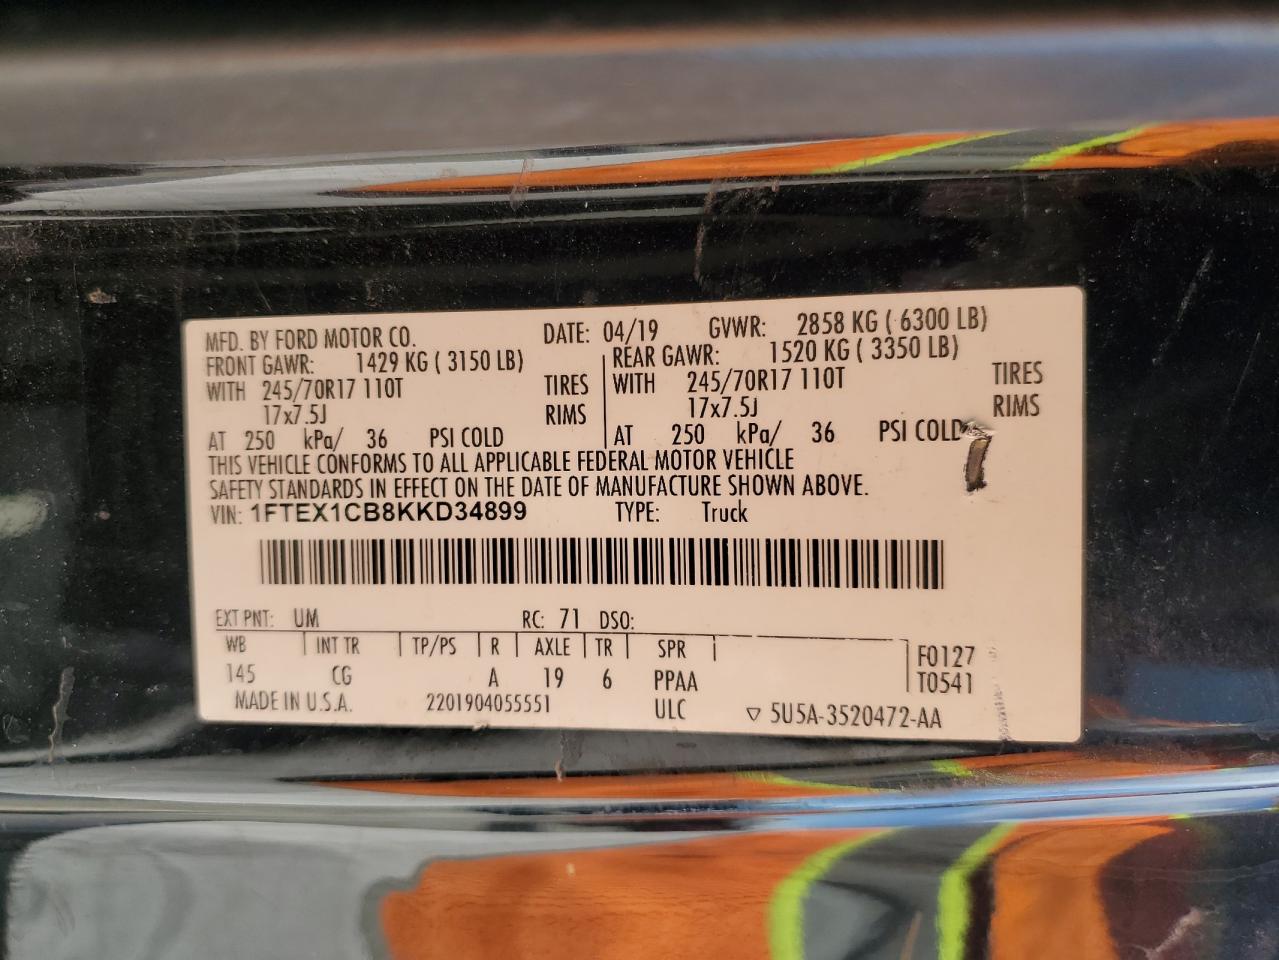 MFD. BY FORD MOTOR CO. DATE: 04/19 GVWR: 2858 KG ( 6300 LB)
FRONT GAWR: 1429 KG ( 3150 LB) REAR GAWR: 1520 KG ( 3350 LB)
WITH 245/70R17 110T TIRES WITH 245/70R17 110T TIRES
17x7.5J RIMS 17x7.5J RIMS
AT 250 kPa/ 36 PSI COLD AT 250 kPa/ 36 PSI COLD
THIS VEHICLE CONFORMS TO ALL APPLICABLE FEDERAL MOTOR VEHICLE
SAFETY STANDARDS IN EFFECT ON THE DATE OF MANUFACTURE SHOWN ABOVE.
VIN: 1FTEX1CB8KKD34899 TYPE: Truck
EXT PNT: UM RC: 71 DSO:
WB INT TR TP/PS R AXLE TR SPR F0127
145 CG A 19 6 PPAA T0541
MADE IN U.S.A. 2201904055551 ULC ▽ 5U5A-3520472-AA